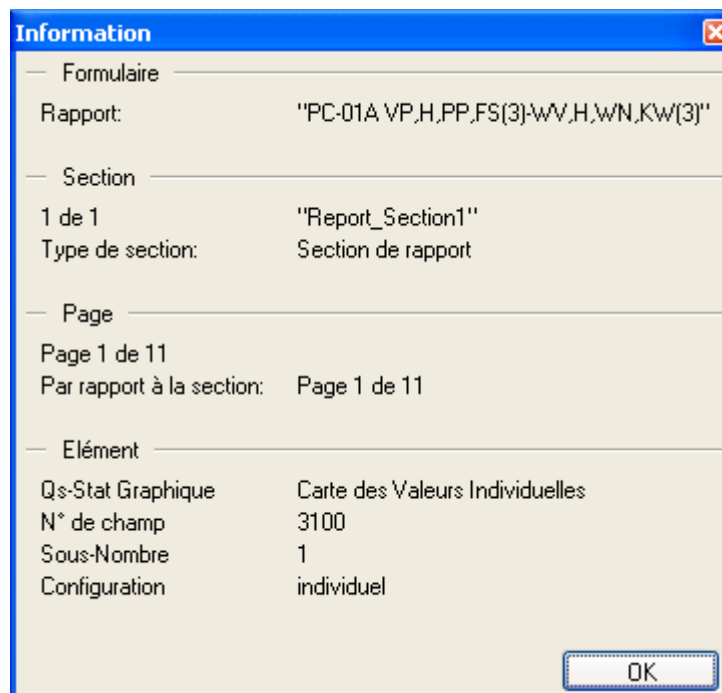 Information
Formulaire
Rapport: "PC-01A VP,H,PP,FS(3)-WV,H,WN,KW(3)"
Section
1 de 1 "Report_Section1"
Type de section: Section de rapport
Page
Page 1 de 11
Par rapport à la section: Page 1 de 11
Elément
Qs-Stat Graphique Carte des Valeurs Individuelles
N° de champ 3100
Sous-Nombre 1
Configuration individuel
OK